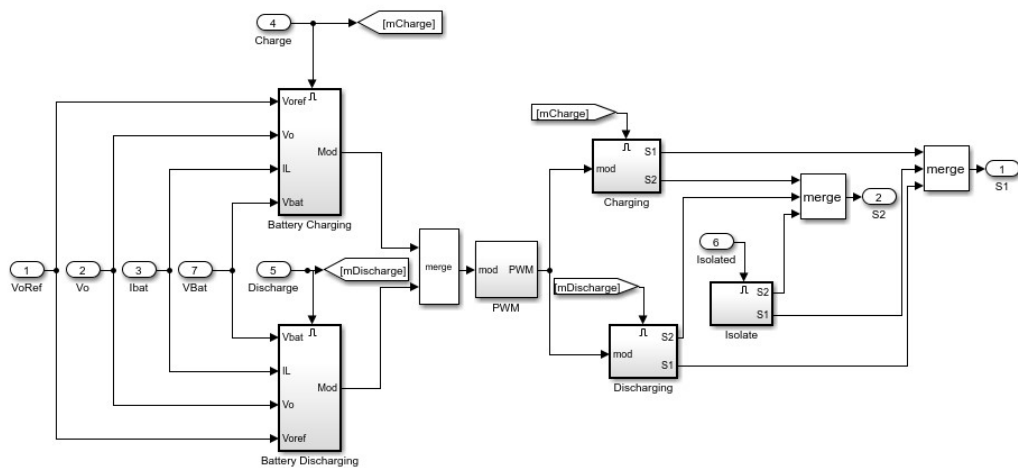 4
Charge
[mCharge]
Voref
Vo
IL
Vbat
Mod
Battery Charging
1
VoRef
2
Vo
3
Ibat
7
VBat
5
Discharge
[mDischarge]
Vbat
IL
Vo
Voref
Mod
Battery Discharging
merge
mod
PWM
PWM
[mCharge]
mod
S1
S2
Charging
[mDischarge]
mod
S2
S1
Discharging
6
Isolated
S2
S1
Isolate
merge
2
S2
merge
1
S1